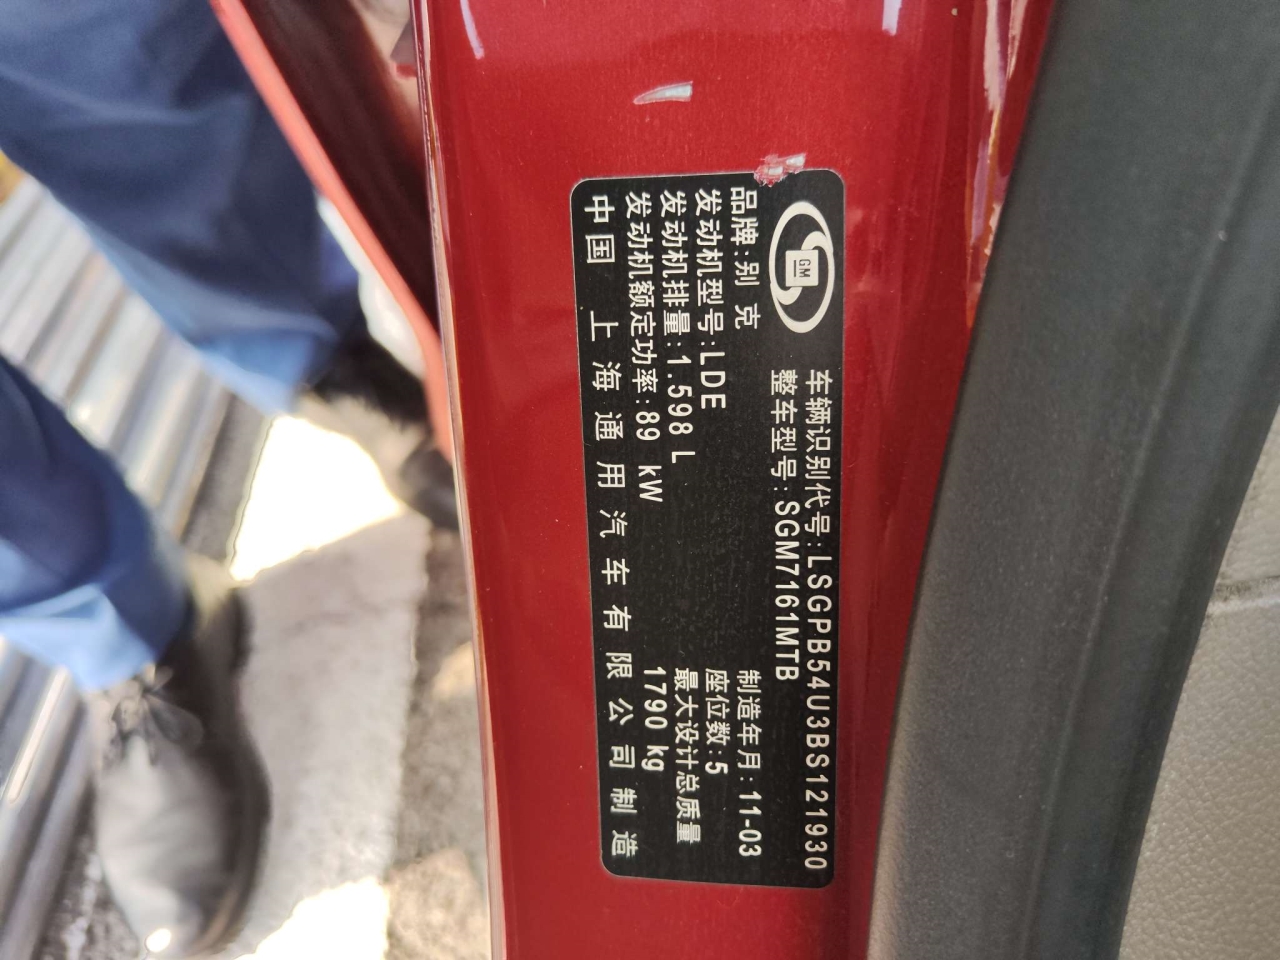 GM
车辆识别代号:LSGPB54U3BS121930
整车型号:SGM7161MTB
品牌:别克
制造年月:11-03
发动机型号:LDE
座位数:5
发动机排量:1.598 L
最大设计总质量
发动机额定功率:89 kW
1790 kg
中国 上海通用汽车有限公司制造